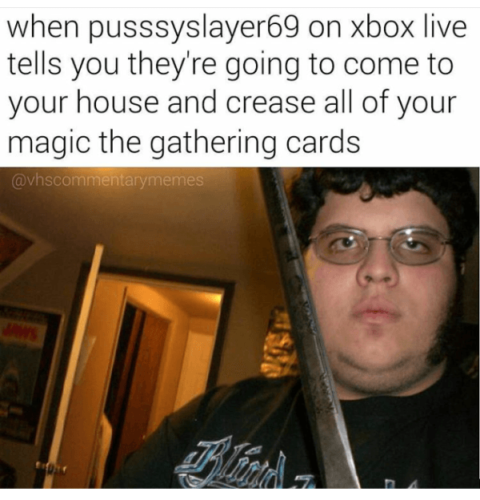 when pusssyslayer69 on xbox live
tells you they're going to come to
your house and crease all of your
magic the gathering cards
@vhscommentarymemes
JAWS
Blind